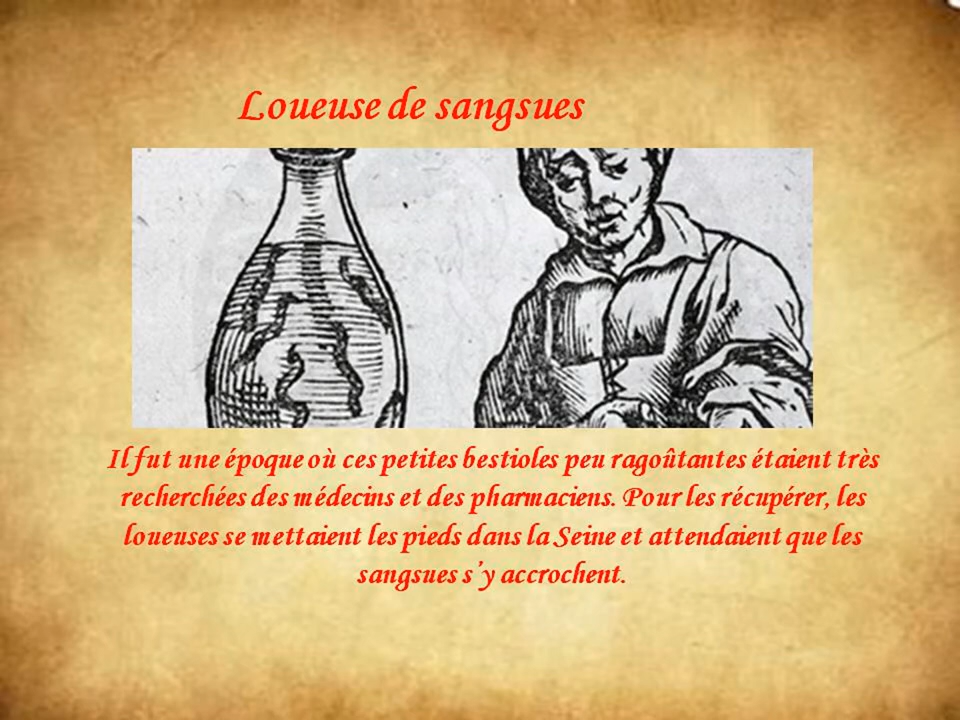 Loueuse de sangsues
Il fut une époque où ces petites bestioles peu ragoûtantes étaient très
recherchées des médecins et des pharmaciens. Pour les récupérer, les
loueuses se mettaient les pieds dans la Seine et attendaient que les
sangsues s'y accrochent.